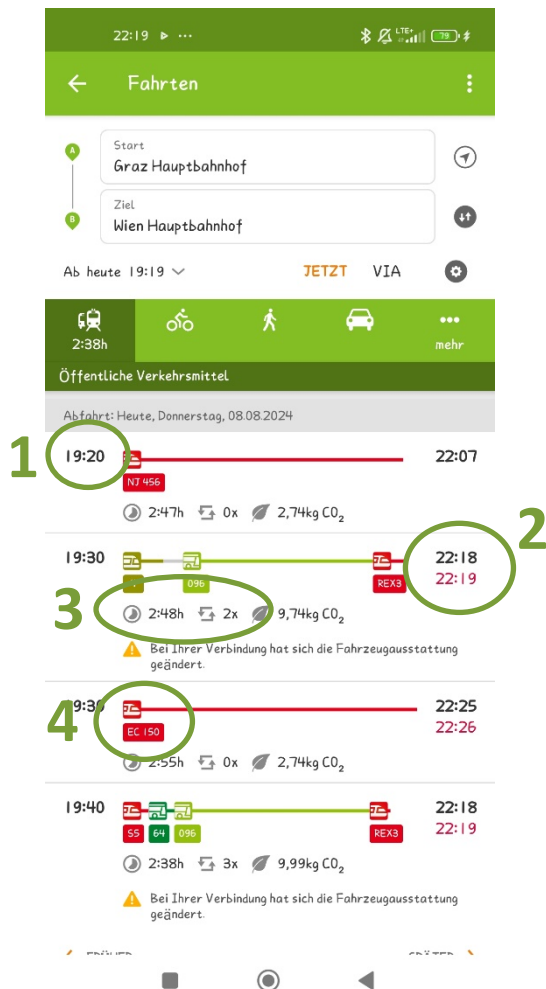 22:19
LTE+
79
Fahrten
A
Start
Graz Hauptbahnhof
B
Ziel
Wien Hauptbahnhof
Ab heute 19:19
JETZT
VIA
2:38h
mehr
Öffentliche Verkehrsmittel
Abfahrt: Heute, Donnerstag, 08.08.2024
1
19:20
22:07
NJ 456
2:47h
0x
2,74kg CO₂
2
19:30
22:18
096
REX3
22:19
3
2:48h
2x
9,74kg CO₂
Bei Ihrer Verbindung hat sich die Fahrzeugausstattung
geändert.
4
19:30
22:25
EC 150
22:26
2:55h
0x
2,74kg CO₂
19:40
22:18
S5
64
096
REX3
22:19
2:38h
3x
9,99kg CO₂
Bei Ihrer Verbindung hat sich die Fahrzeugausstattung
geändert.